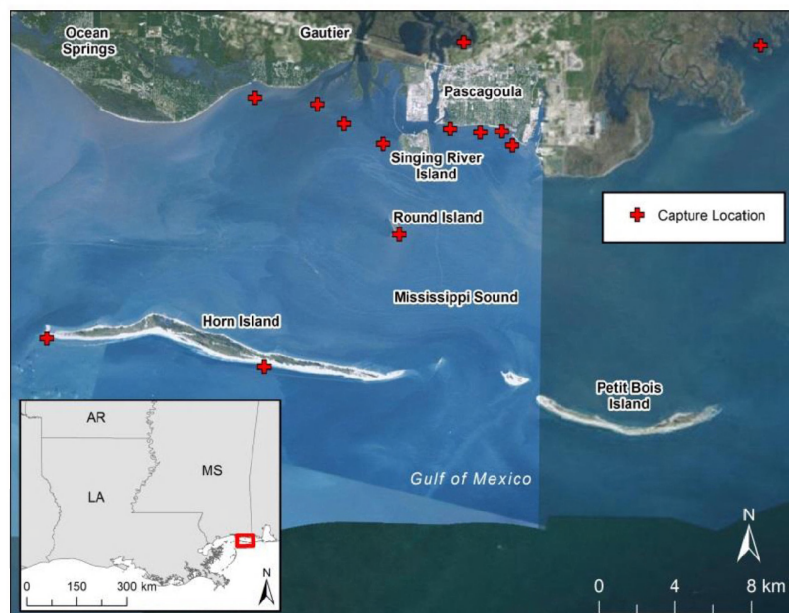 Ocean
Springs
Gautier
Pascagoula
Singing River
Island
Round Island
Capture Location
Mississippi Sound
Horn Island
Petit Bois
Island
Gulf of Mexico
AR
MS
LA
N
0 150 300 km
N
0 4 8 km